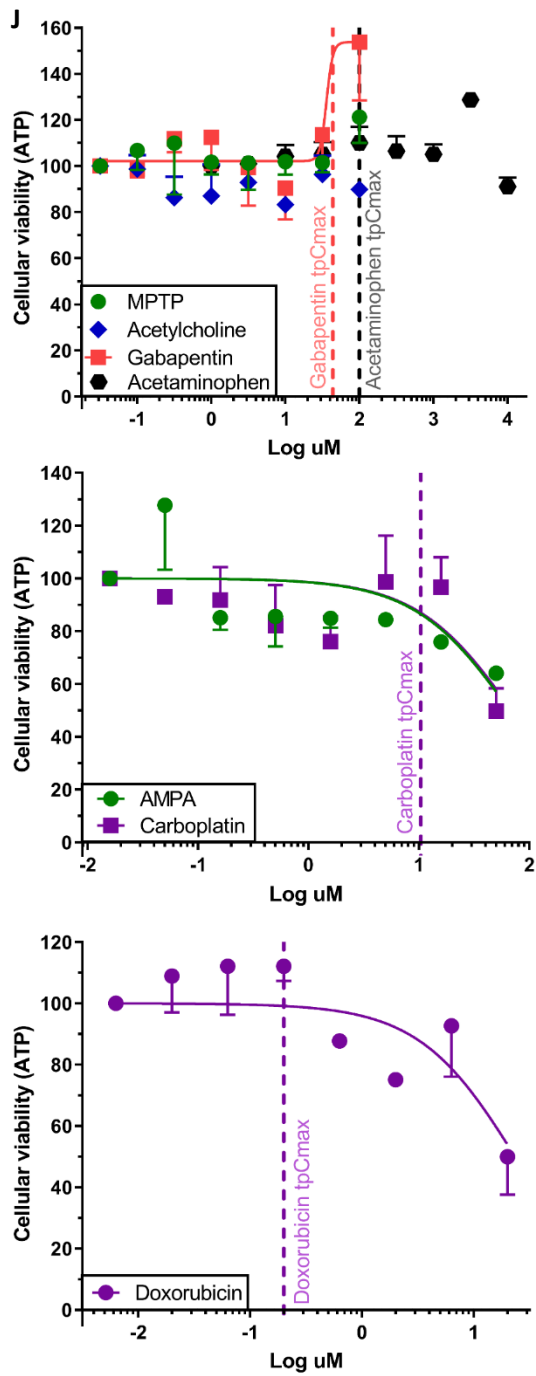 J
Cellular viability (ATP)
160
140
120
100
80
60
40
20
0
Gabapentin tpCmax
Acetaminophen tpCmax
MPTP
Acetylcholine
Gabapentin
Acetaminophen
-1 0 1 2 3 4
Log uM
Cellular viability (ATP)
140
120
100
80
60
40
20
0
Carboplatin tpCmax
AMPA
Carboplatin
-2 -1 0 1 2
Log uM
Cellular viability (ATP)
120
100
80
60
40
20
0
Doxorubicin tpCmax
Doxorubicin
-2 -1 0 1
Log uM